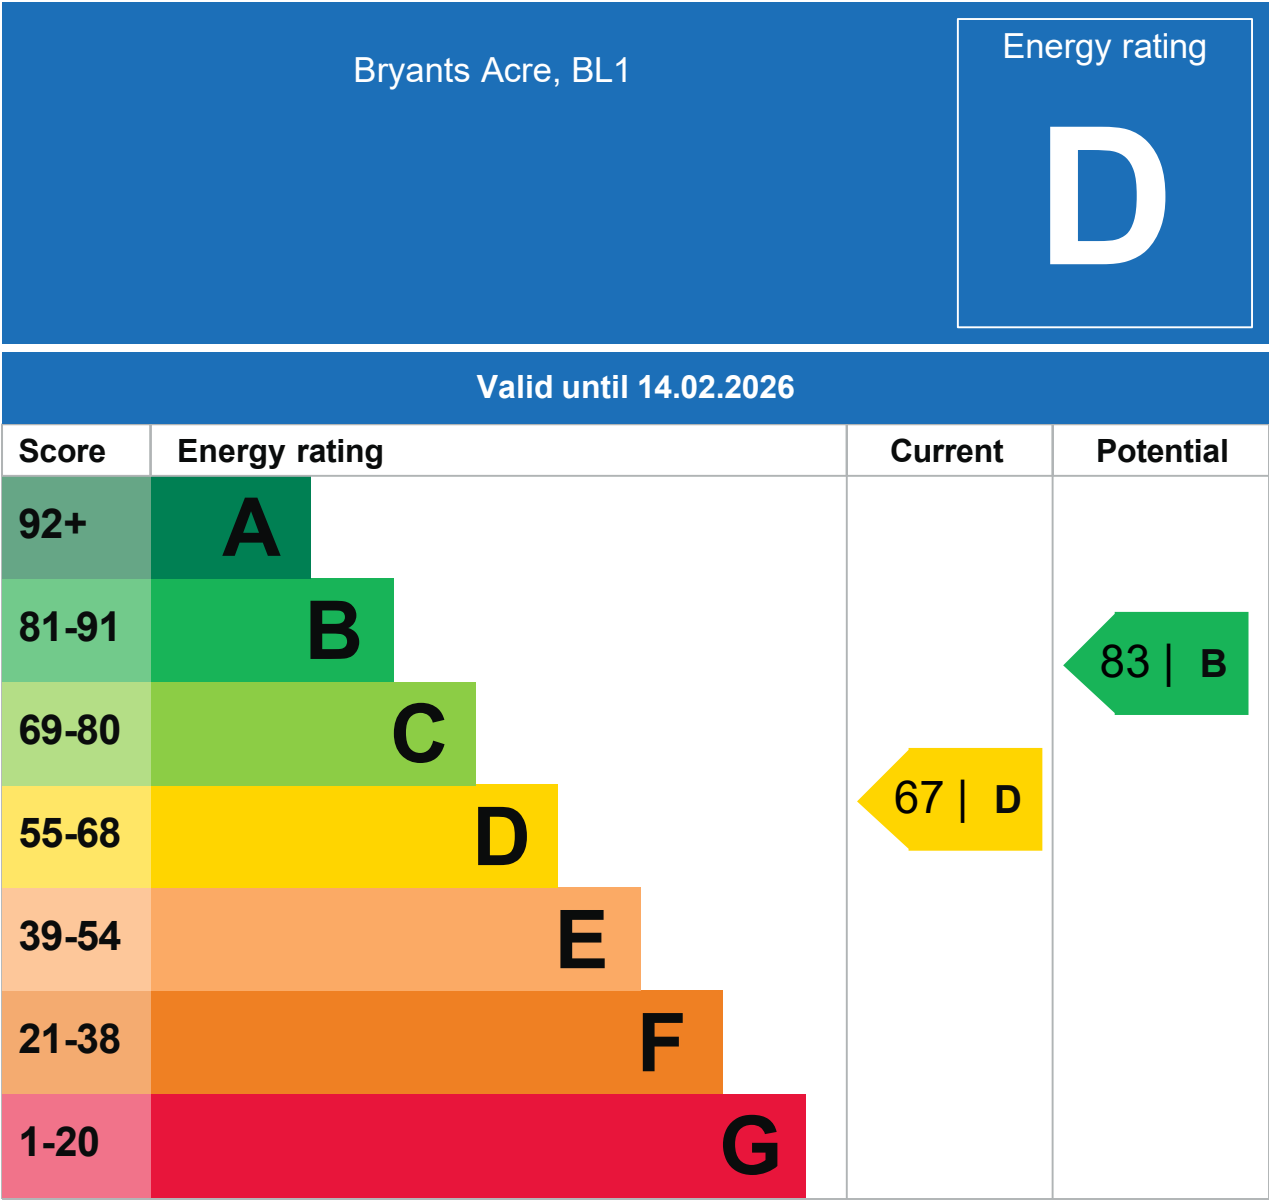 Bryants Acre, BL1
Energy rating
D
Valid until 14.02.2026
Score Energy rating Current Potential
92+ A
81-91 B
83 | B
69-80 C
67 | D
55-68 D
39-54 E
21-38 F
1-20 G